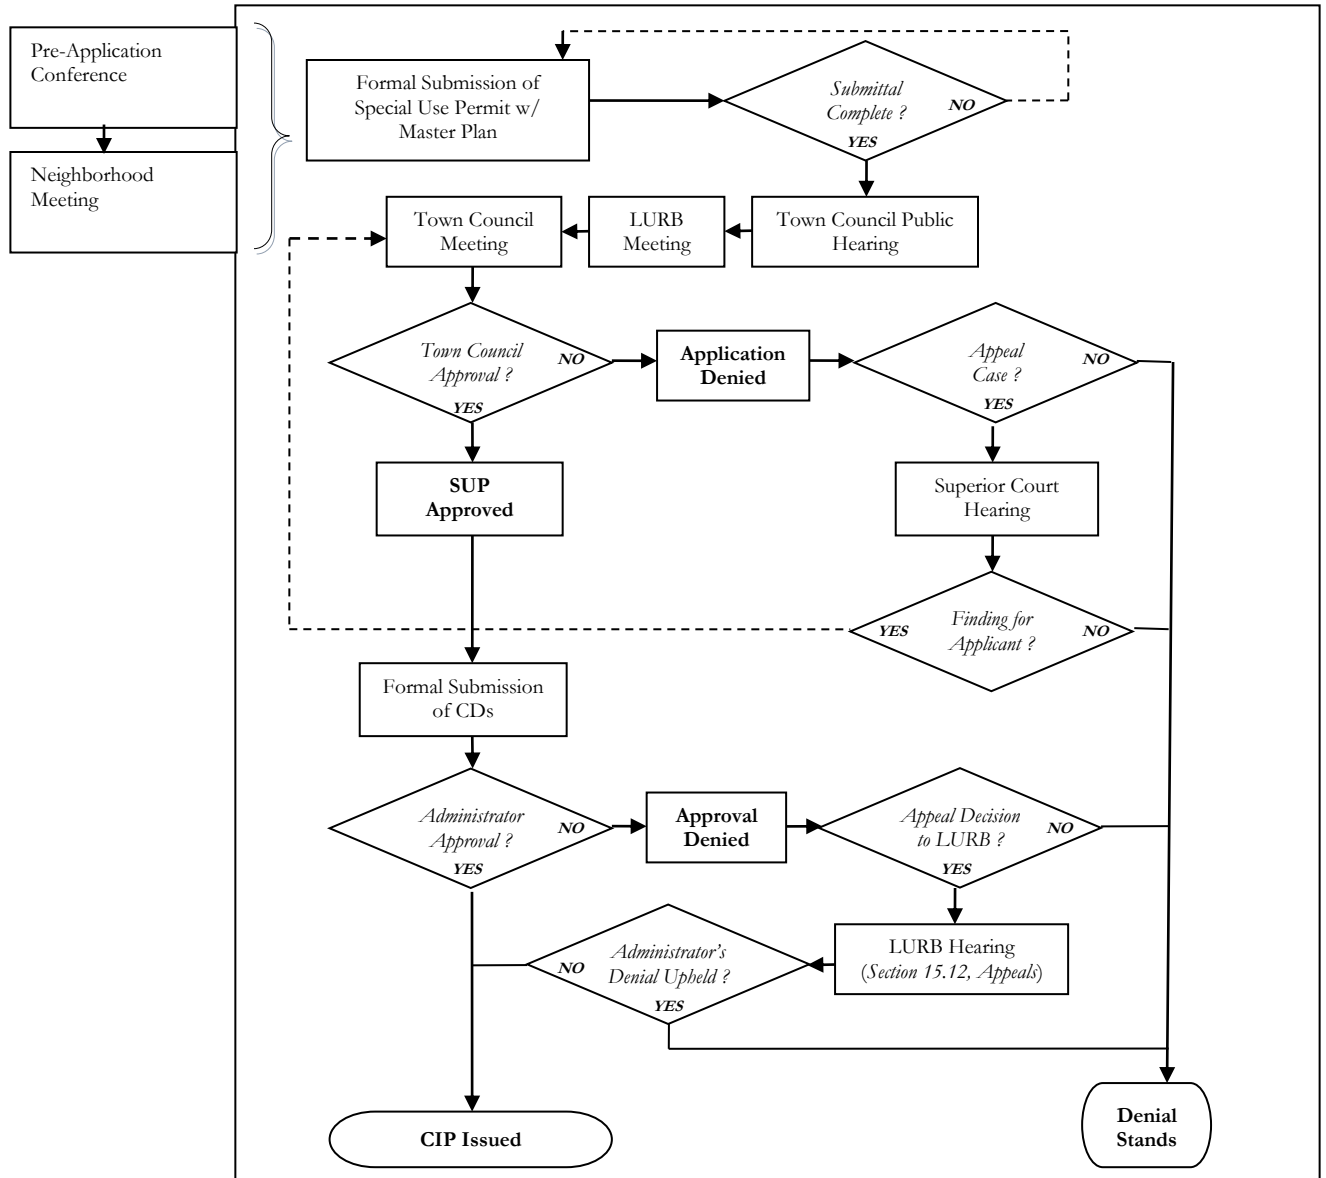 Pre-Application
Conference
Neighborhood
Meeting
Formal Submission of
Special Use Permit w/
Master Plan
Submittal
Complete ?
NO
YES
Town Council Public
Hearing
LURB
Meeting
Town Council
Meeting
Town Council
Approval ?
NO
YES
Application
Denied
Appeal
Case ?
NO
YES
SUP
Approved
Superior Court
Hearing
Finding for
Applicant ?
YES
NO
Formal Submission
of CDs
Administrator
Approval ?
NO
YES
Approval
Denied
Appeal Decision
to LURB ?
NO
YES
LURB Hearing
(Section 15.12, Appeals)
Administrator’s
Denial Upheld ?
NO
YES
CIP Issued
Denial
Stands